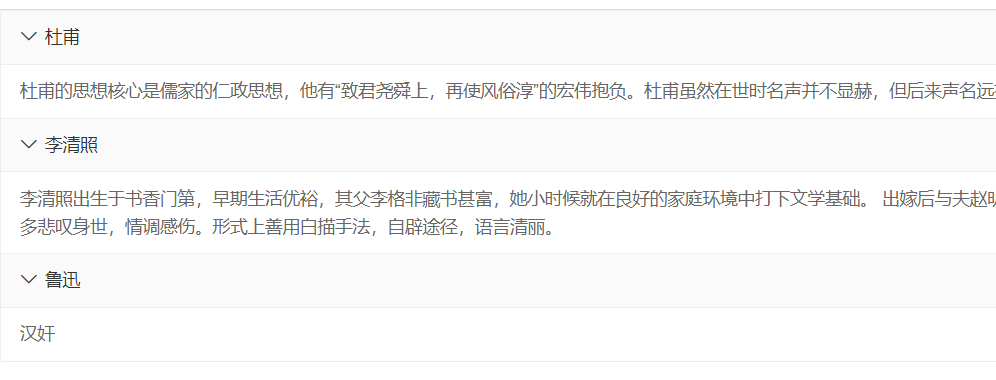 杜甫
杜甫的思想核心是儒家的仁政思想，他有“致君尧舜上，再使风俗淳”的宏伟抱负。杜甫虽然在世时名声并不显赫，但后来声名远
李清照
李清照出生于书香门第，早期生活优裕，其父李格非藏书甚富，她小时候就在良好的家庭环境中打下文学基础。 出嫁后与夫赵明
多悲叹身世，情调感伤。形式上善用白描手法，自辟途径，语言清丽。
鲁迅
汉奸